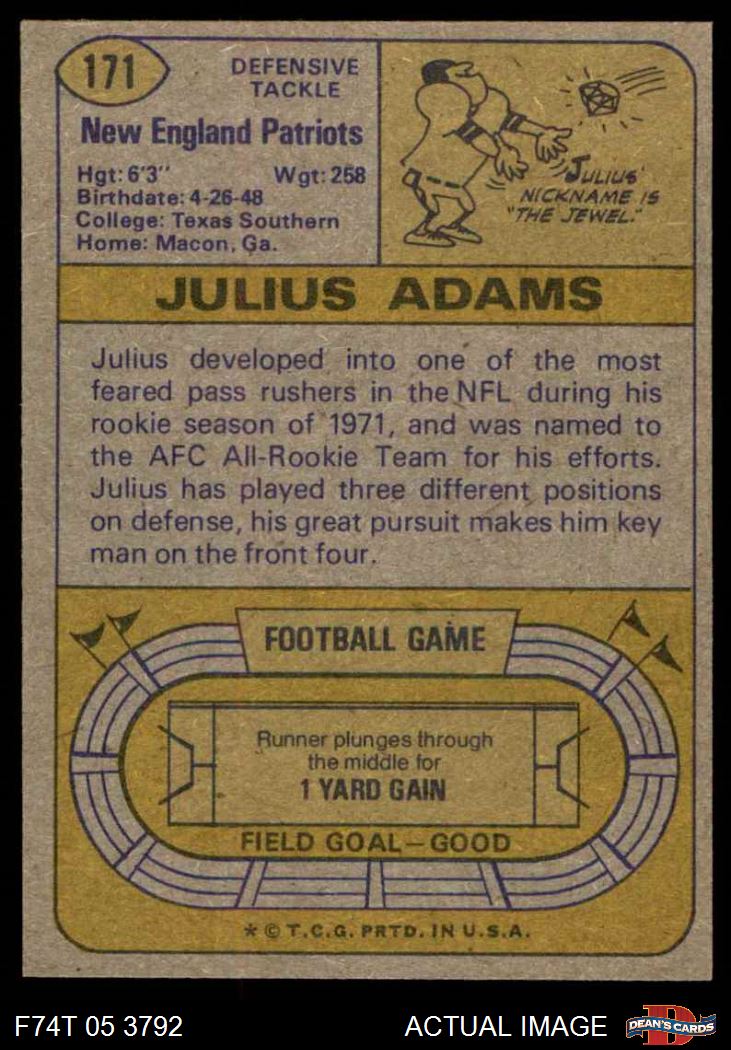 171
DEFENSIVE
TACKLE
New England Patriots
Hgt: 6'3" Wgt: 258
Birthdate: 4-26-48
College: Texas Southern
Home: Macon, Ga.
JULIUS'
NICKNAME IS
"THE JEWEL."
JULIUS ADAMS
Julius developed into one of the most
feared pass rushers in the NFL during his
rookie season of 1971, and was named to
the AFC All-Rookie Team for his efforts.
Julius has played three different positions
on defense, his great pursuit makes him key
man on the front four.
FOOTBALL GAME
Runner plunges through
the middle for
1 YARD GAIN
FIELD GOAL—GOOD
* © T.C.G. PRTD. IN U.S.A.
F74T 05 3792
ACTUAL IMAGE
D
DEAN'S CARDS